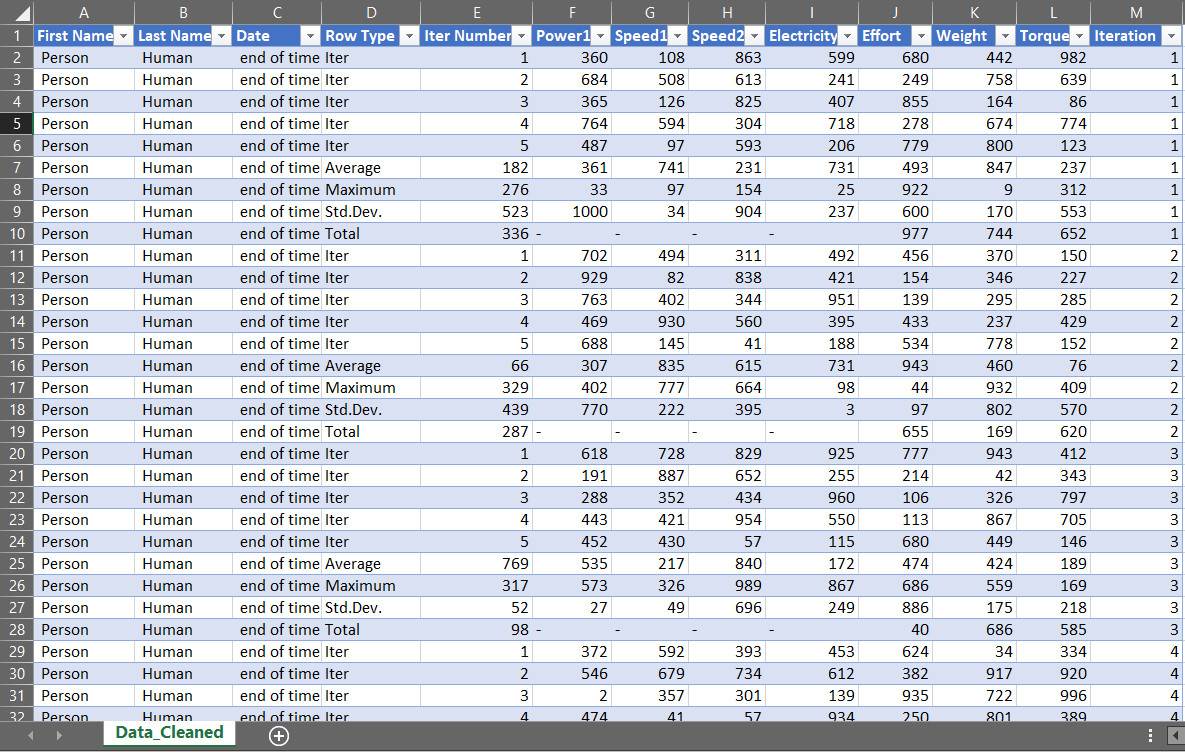 A B C D E F G H I J K L M
1 First Name Last Name Date Row Type Iter Number Power1 Speed1 Speed2 Electricity Effort Weight Torque Iteration
2 Person Human end of time Iter 1 360 108 863 599 680 442 982 1
3 Person Human end of time Iter 2 684 508 613 241 249 758 639 1
4 Person Human end of time Iter 3 365 126 825 407 855 164 86 1
5 Person Human end of time Iter 4 764 594 304 718 278 674 774 1
6 Person Human end of time Iter 5 487 97 593 206 779 800 123 1
7 Person Human end of time Average 182 361 741 231 731 493 847 237 1
8 Person Human end of time Maximum 276 33 97 154 25 922 9 312 1
9 Person Human end of time Std.Dev. 523 1000 34 904 237 600 170 553 1
10 Person Human end of time Total 336 - - - - 977 744 652 1
11 Person Human end of time Iter 1 702 494 311 492 456 370 150 2
12 Person Human end of time Iter 2 929 82 838 421 154 346 227 2
13 Person Human end of time Iter 3 763 402 344 951 139 295 285 2
14 Person Human end of time Iter 4 469 930 560 395 433 237 429 2
15 Person Human end of time Iter 5 688 145 41 188 534 778 152 2
16 Person Human end of time Average 66 307 835 615 731 943 460 76 2
17 Person Human end of time Maximum 329 402 777 664 98 44 932 409 2
18 Person Human end of time Std.Dev. 439 770 222 395 3 97 802 570 2
19 Person Human end of time Total 287 - - - - 655 169 620 2
20 Person Human end of time Iter 1 618 728 829 925 777 943 412 3
21 Person Human end of time Iter 2 191 887 652 255 214 42 343 3
22 Person Human end of time Iter 3 288 352 434 960 106 326 797 3
23 Person Human end of time Iter 4 443 421 954 550 113 867 705 3
24 Person Human end of time Iter 5 452 430 57 115 680 449 146 3
25 Person Human end of time Average 769 535 217 840 172 474 424 189 3
26 Person Human end of time Maximum 317 573 326 989 867 686 559 169 3
27 Person Human end of time Std.Dev. 52 27 49 696 249 886 175 218 3
28 Person Human end of time Total 98 - - - - 40 686 585 3
29 Person Human end of time Iter 1 372 592 393 453 624 34 334 4
30 Person Human end of time Iter 2 546 679 734 612 382 917 920 4
31 Person Human end of time Iter 3 2 357 301 139 935 722 996 4
32 Person Human end of time Iter 4 474 41 57 934 250 801 389 4
Data_Cleaned